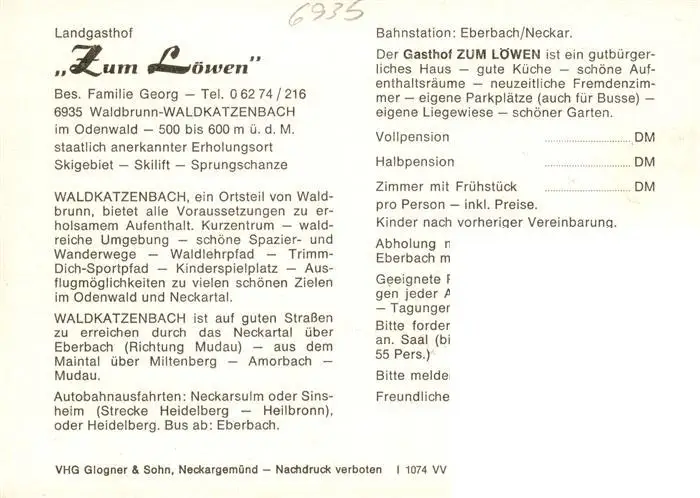 6935
Landgasthof
„Zum Löwen"
Bes. Familie Georg — Tel. 0 62 74 / 216
6935 Waldbrunn-WALDKATZENBACH
im Odenwald — 500 bis 600 m ü. d. M.
staatlich anerkannter Erholungsort
Skigebiet — Skilift — Sprungschanze
WALDKATZENBACH, ein Ortsteil von Wald-
brunn, bietet alle Voraussetzungen zu er-
holsamem Aufenthalt. Kurzentrum — wald-
reiche Umgebung — schöne Spazier- und
Wanderwege — Waldlehrpfad — Trimm-
Dich-Sportpfad — Kinderspielplatz — Aus-
flugmöglichkeiten zu vielen schönen Zielen
im Odenwald und Neckartal.
WALDKATZENBACH ist auf guten Straßen
zu erreichen durch das Neckartal über
Eberbach (Richtung Mudau) — aus dem
Maintal über Miltenberg — Amorbach —
Mudau.
Autobahnausfahrten: Neckarsulm oder Sins-
heim (Strecke Heidelberg — Heilbronn),
oder Heidelberg. Bus ab: Eberbach.
Bahnstation: Eberbach/Neckar.
Der Gasthof ZUM LÖWEN ist ein gutbürger-
liches Haus — gute Küche — schöne Auf-
enthaltsräume — neuzeitliche Fremdenzim-
mer — eigene Parkplätze (auch für Busse) —
eigene Liegewiese — schöner Garten.
Vollpension ........................ DM
Halbpension ........................ DM
Zimmer mit Frühstück ........................ DM
pro Person — inkl. Preise.
Kinder nach vorheriger Vereinbarung.
Abholung
Eberbach
Geeignete
gen jeder
— Tagungen
Bitte
an. Saal (bi
55 Pers.)
Bitte
Freundliche
VHG Glogner & Sohn, Neckargemünd — Nachdruck verboten I 1074 VV